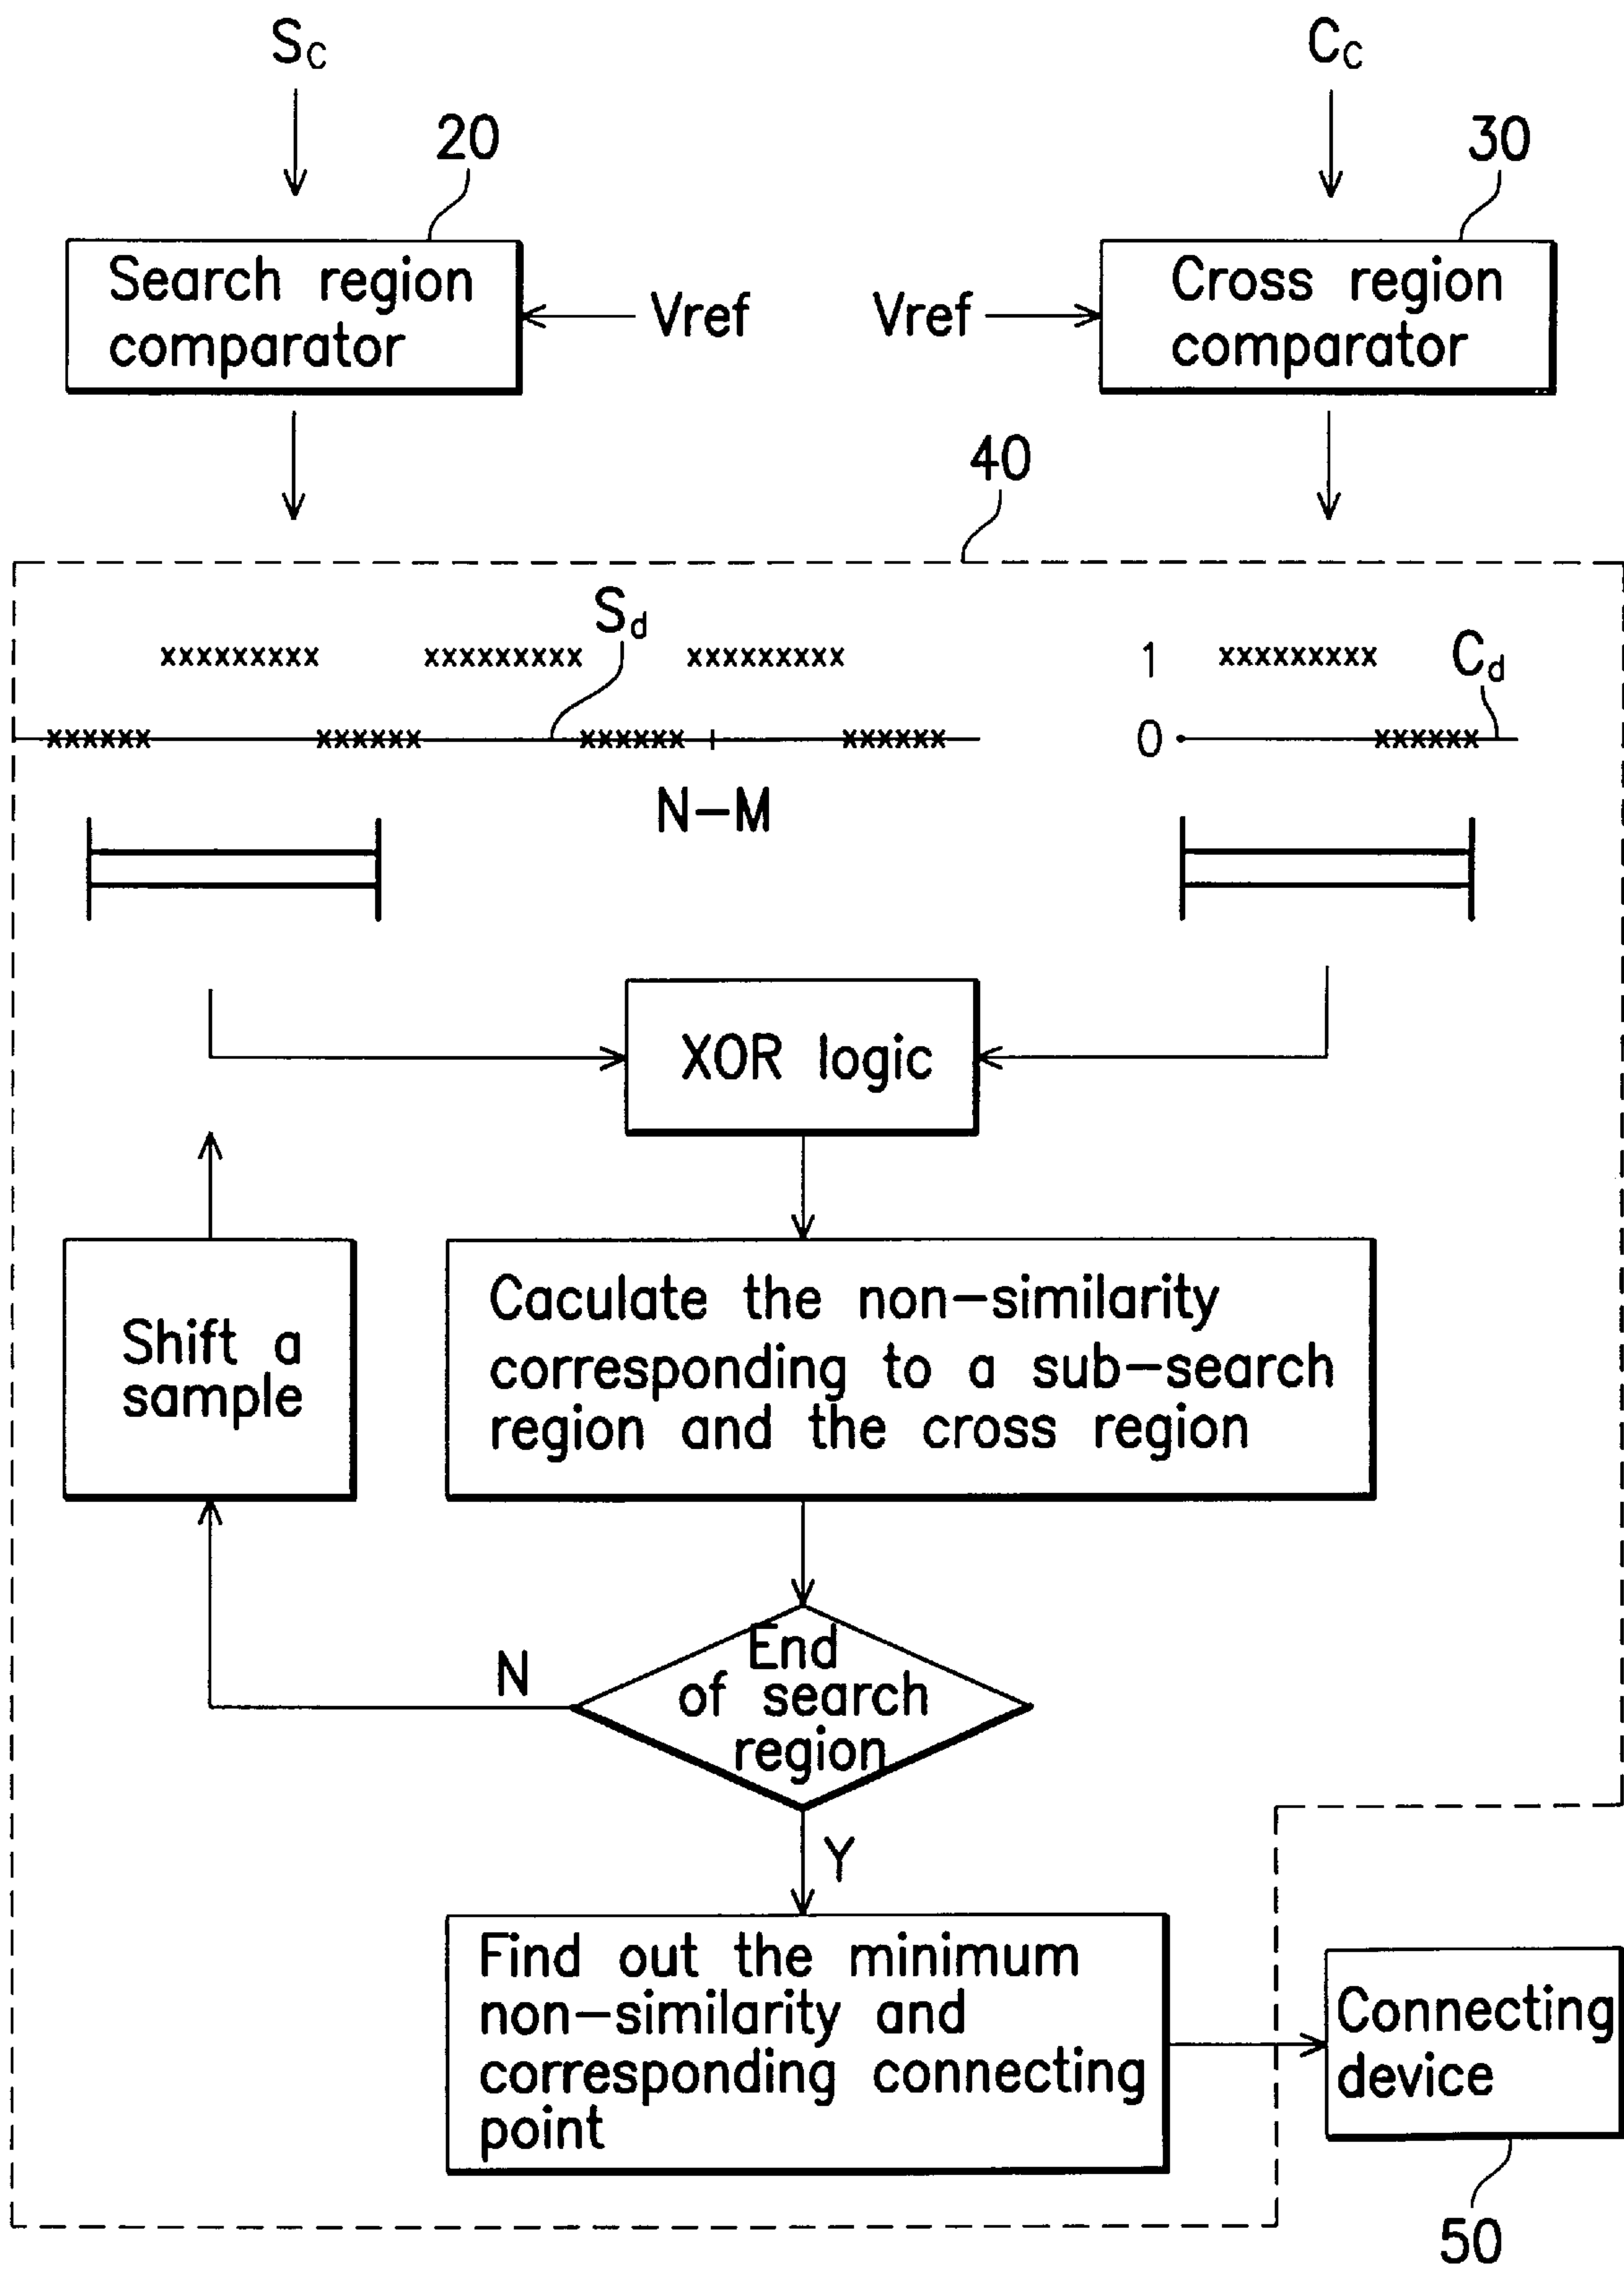 Sc
Cc
20
30
Search region
comparator
Vref
Vref
Cross region
comparator
40
Sd
xxxxxxxxx xxxxxxxxx xxxxxxxxx
1
xxxxxxxxx
Cd
xxxxxx xxxxxx xxxxxx xxxxxx
0
xxxxxx
N-M
XOR logic
Shift a
sample
Caculate the non-similarity
corresponding to a sub-search
region and the cross region
N
End
of search
region
Y
Find out the minimum
non-similarity and
corresponding connecting
point
Connecting
device
50